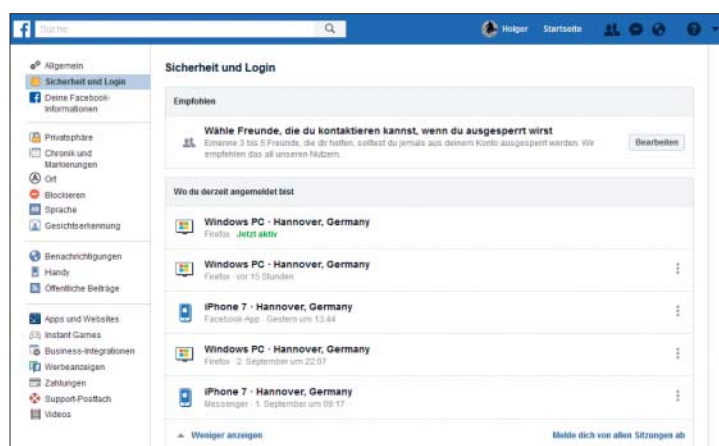 Suche
Holger Startseite
Allgemein
Sicherheit und Login
Deine Facebook-
Informationen
Privatsphäre
Chronik und
Markierungen
Ort
Blockieren
Sprache
Gesichtserkennung
Benachrichtigungen
Handy
Öffentliche Beiträge
Apps und Websites
Instant Games
Business-Integrationen
Werbeanzeigen
Zahlungen
Support-Postfach
Videos
Sicherheit und Login
Empfohlen
Wähle Freunde, die du kontaktieren kannst, wenn du ausgesperrt wirst
Ernenne 3 bis 5 Freunde, die dir helfen, solltest du jemals aus deinem Konto ausgesperrt werden. Wir
empfehlen das all unseren Nutzern.
Bearbeiten
Wo du derzeit angemeldet bist
Windows PC · Hannover, Germany
Firefox · Jetzt aktiv
Windows PC · Hannover, Germany
Firefox · vor 15 Stunden
iPhone 7 · Hannover, Germany
Facebook-App · Gestern um 13:44
Windows PC · Hannover, Germany
Firefox · 2. September um 22:07
iPhone 7 · Hannover, Germany
Messenger · 1. September um 09:17
Weniger anzeigen
Melde dich von allen Sitzungen ab